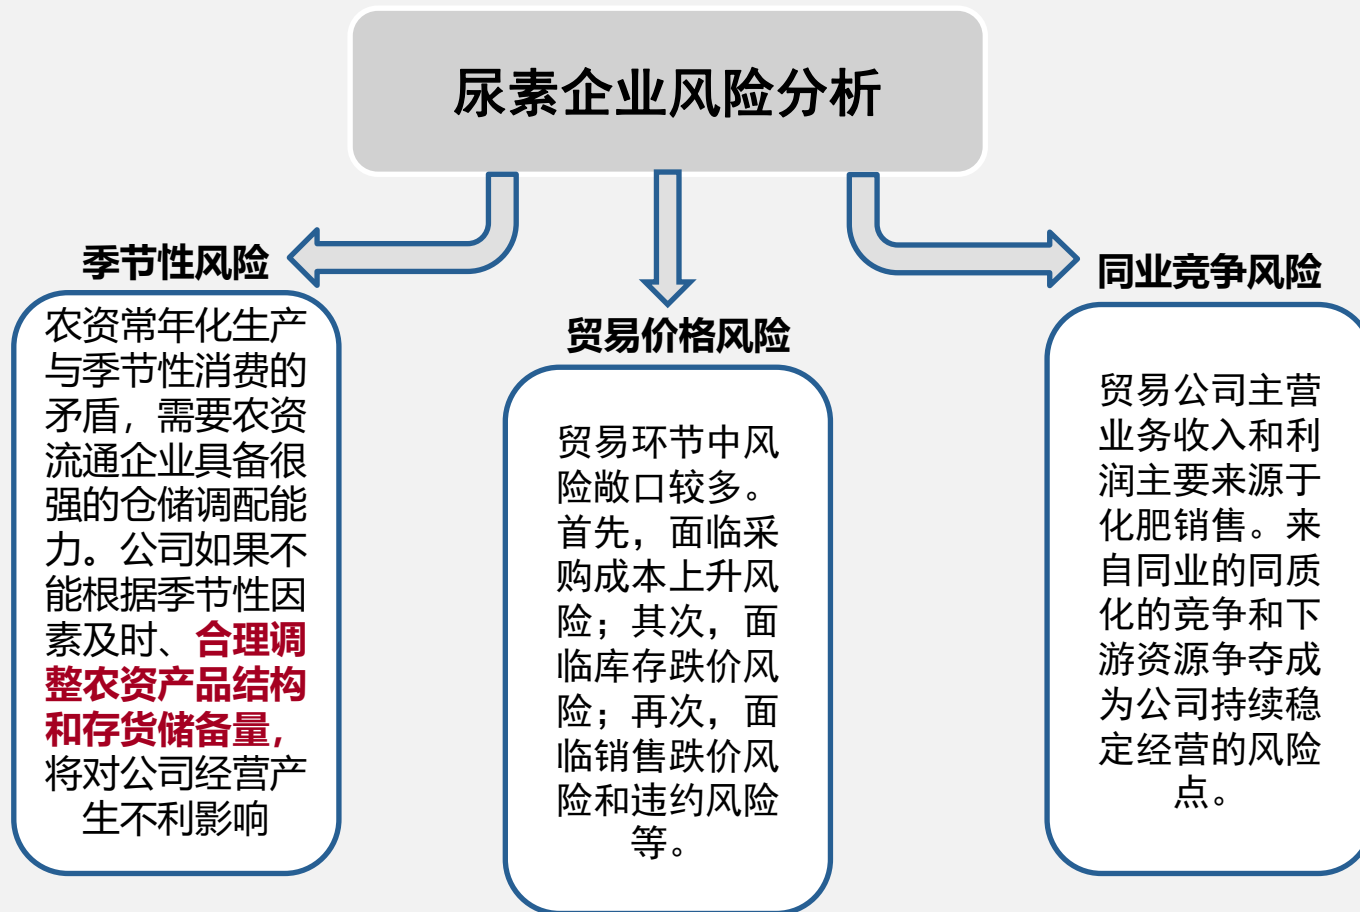 尿素企业风险分析
季节性风险
农资常年化生产
与季节性消费的
矛盾，需要农资
流通企业具备很
强的仓储调配能
力。公司如果不
能根据季节性因
素及时、合理调
整农资产品结构
和存货储备量，
将对公司经营产
生不利影响
贸易价格风险
贸易环节中风
险敞口较多。
首先，面临采
购成本上升风
险；其次，面
临库存跌价风
险；再次，面
临销售跌价风
险和违约风险
等。
同业竞争风险
贸易公司主营
业务收入和利
润主要来源于
化肥销售。来
自同业的同质
化的竞争和下
游资源争夺成
为公司持续稳
定经营的风险
点。